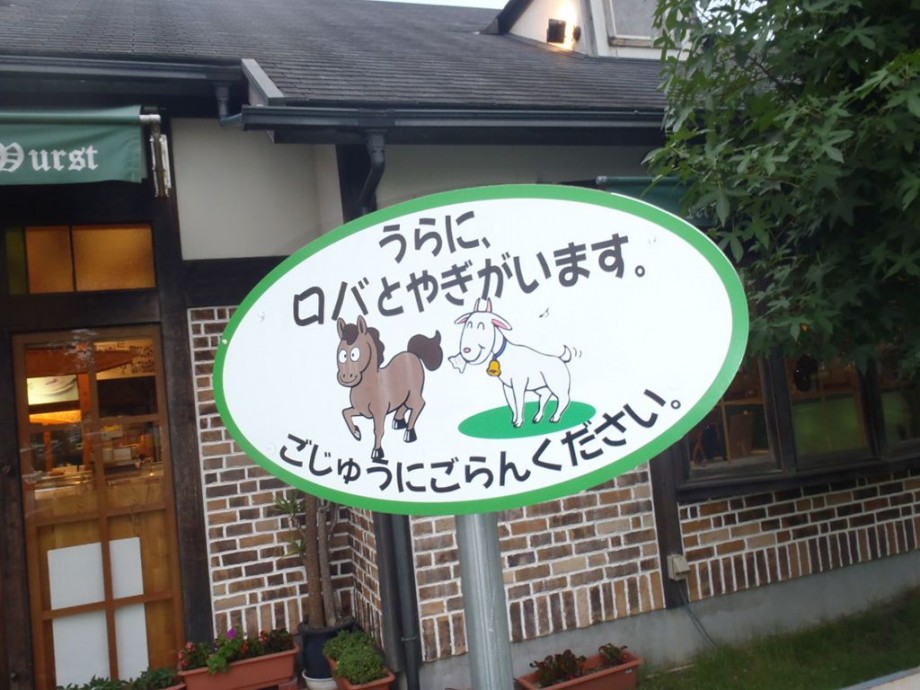 Wurst
うらに、
ロバとやぎがいます。
ごじゅうにごらんください。